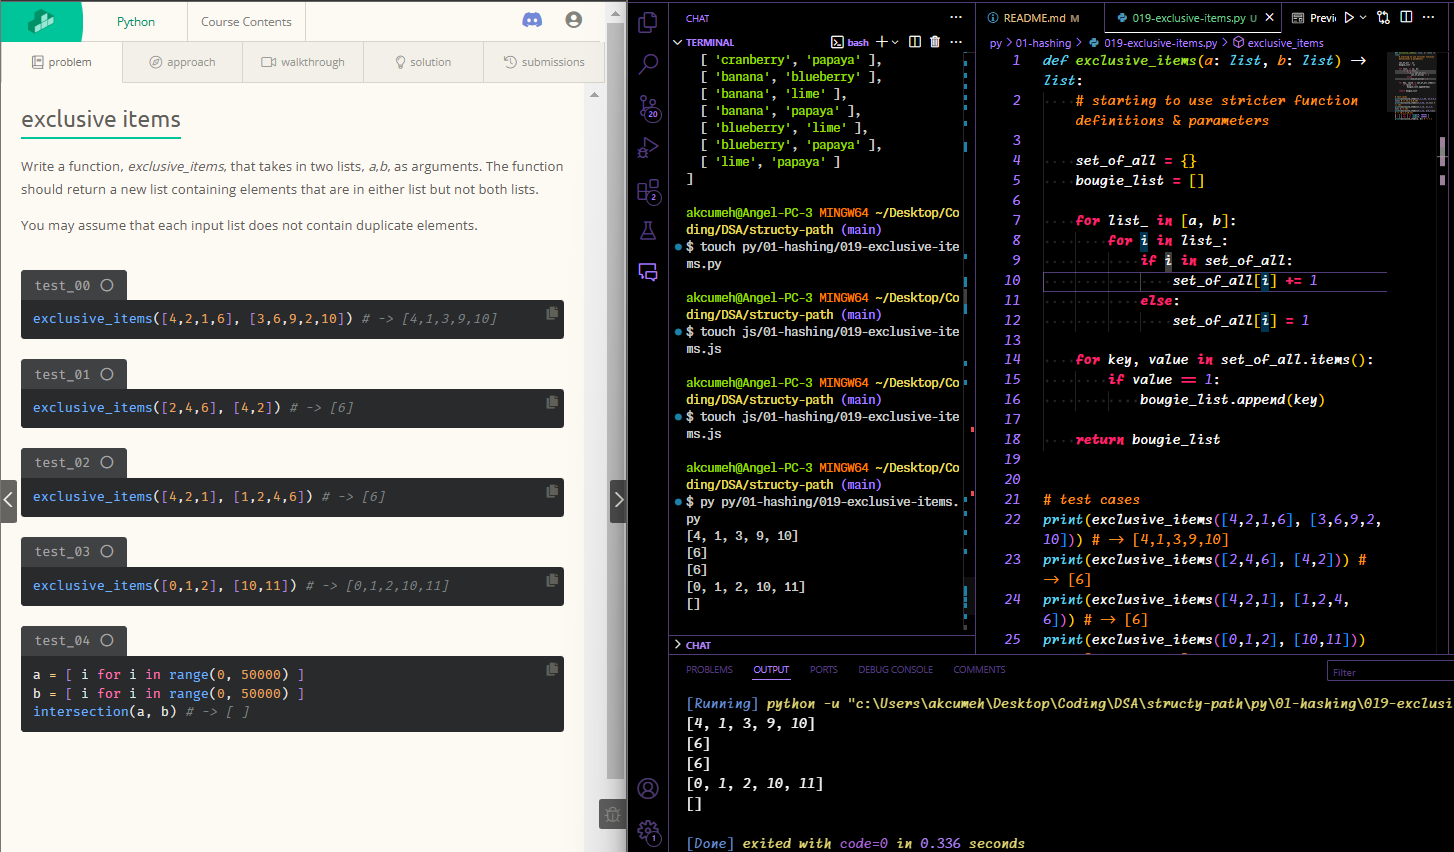 Python
Course Contents
problem
approach
walkthrough
solution
submissions
exclusive items
Write a function, exclusive_items, that takes in two lists, a,b, as arguments. The function
should return a new list containing elements that are in either list but not both lists.
You may assume that each input list does not contain duplicate elements.
test_00
exclusive_items([4,2,1,6], [3,6,9,2,10]) # -> [4,1,3,9,10]
test_01
exclusive_items([2,4,6], [4,2]) # -> [6]
test_02
exclusive_items([4,2,1], [1,2,4,6]) # -> [6]
test_03
exclusive_items([0,1,2], [10,11]) # -> [0,1,2,10,11]
test_04
a = [ i for i in range(0, 50000) ]
b = [ i for i in range(0, 50000) ]
intersection(a, b) # -> [ ]
20
2
1
CHAT
TERMINAL
bash
[ 'cranberry', 'papaya' ],
[ 'banana', 'blueberry' ],
[ 'banana', 'lime' ],
[ 'banana', 'papaya' ],
[ 'blueberry', 'lime' ],
[ 'blueberry', 'papaya' ],
[ 'lime', 'papaya' ]
]
akcumeh@Angel-PC-3 MINGW64 ~/Desktop/Co
ding/DSA/structy-path (main)
$ touch py/01-hashing/019-exclusive-ite
ms.py
akcumeh@Angel-PC-3 MINGW64 ~/Desktop/Co
ding/DSA/structy-path (main)
$ touch js/01-hashing/019-exclusive-ite
ms.js
akcumeh@Angel-PC-3 MINGW64 ~/Desktop/Co
ding/DSA/structy-path (main)
$ touch js/01-hashing/019-exclusive-ite
ms.js
akcumeh@Angel-PC-3 MINGW64 ~/Desktop/Co
ding/DSA/structy-path (main)
$ py py/01-hashing/019-exclusive-items.
py
[4, 1, 3, 9, 10]
[6]
[6]
[0, 1, 2, 10, 11]
[]
CHAT
README.md M
019-exclusive-items.py U
Previ
py > 01-hashing > 019-exclusive-items.py > exclusive_items
1 def exclusive_items(a: list, b: list) →
list:
2 # starting to use stricter function
definitions & parameters
3
4 set_of_all = {}
5 bougie_list = []
6
7 for list_ in [a, b]:
8 for i in list_:
9 if i in set_of_all:
10 set_of_all[i] += 1
11 else:
12 set_of_all[i] = 1
13
14 for key, value in set_of_all.items():
15 if value == 1:
16 bougie_list.append(key)
17
18 return bougie_list
19
20
21 # test cases
22 print(exclusive_items([4,2,1,6], [3,6,9,2,
10])) # → [4,1,3,9,10]
23 print(exclusive_items([2,4,6], [4,2])) #
→ [6]
24 print(exclusive_items([4,2,1], [1,2,4,
6])) # → [6]
25 print(exclusive_items([0,1,2], [10,11]))
PROBLEMS
OUTPUT
PORTS
DEBUG CONSOLE
COMMENTS
Filter
[Running] python -u "c:\Users\akcumeh\Desktop\Coding\DSA\structy-path\py\01-hashing\019-exclusi
[4, 1, 3, 9, 10]
[6]
[6]
[0, 1, 2, 10, 11]
[]
[Done] exited with code=0 in 0.336 seconds